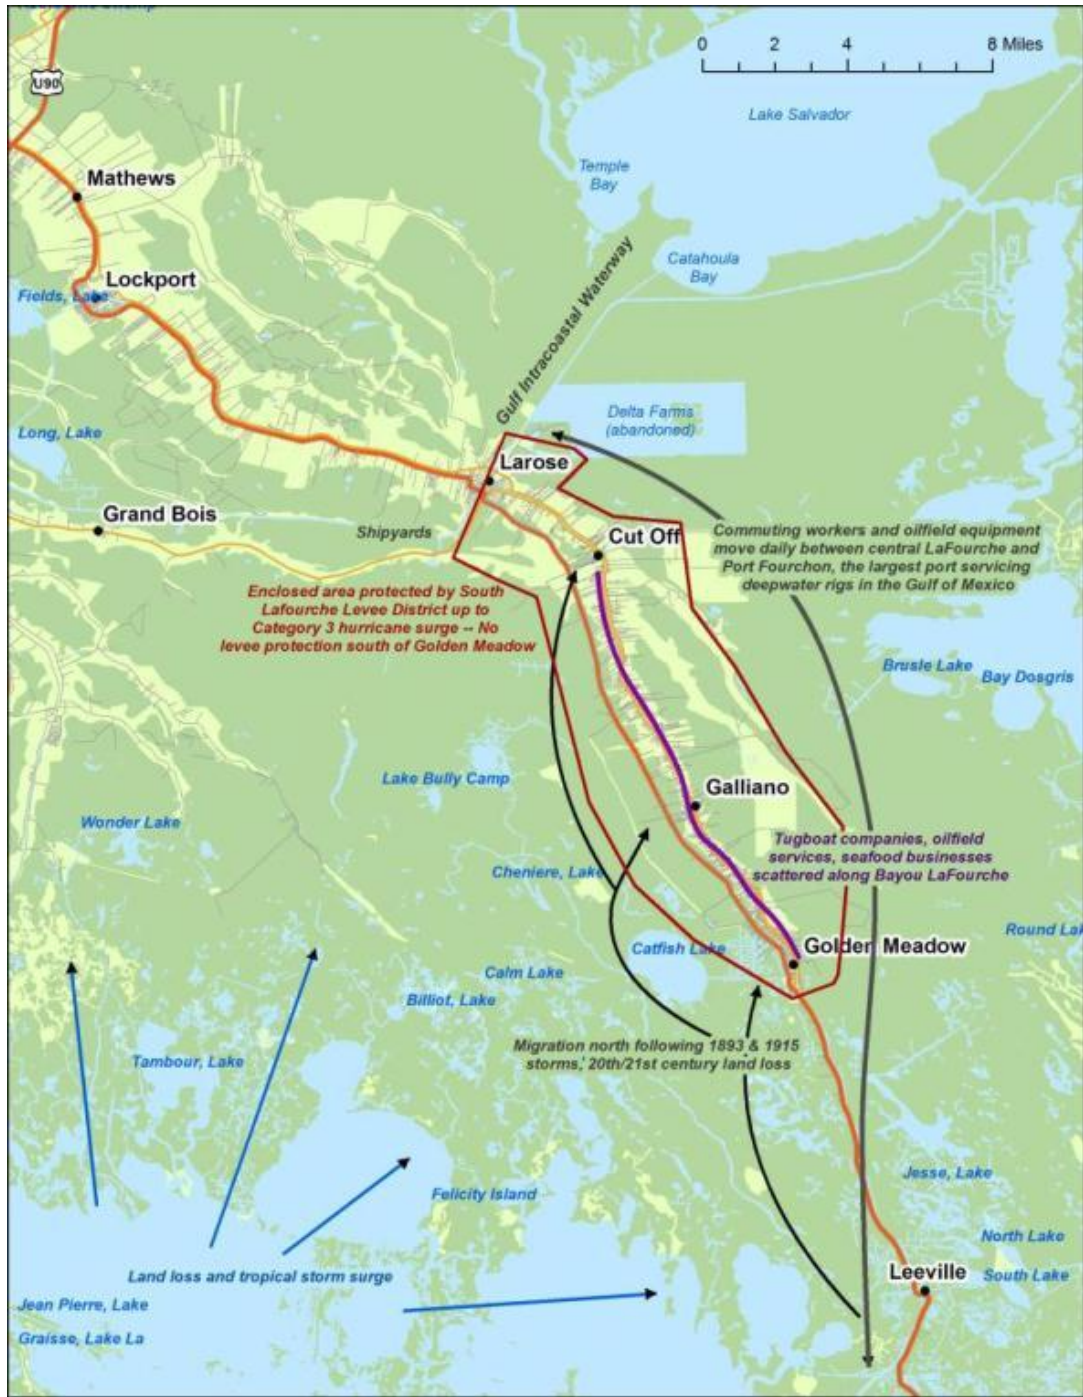 0 2 4 8 Miles
U90
Lake Salvador
Temple
Bay
Mathews
Catahoula
Bay
Lockport
Fields, Lake
Gulf Intracoastal Waterway
Delta Farms
(abandoned)
Long, Lake
Larose
Grand Bois
Shipyards
Cut Off
Commuting workers and oilfield equipment
move daily between central LaFourche and
Port Fourchon, the largest port servicing
deepwater rigs in the Gulf of Mexico
Enclosed area protected by South
Lafourche Levee District up to
Category 3 hurricane surge -- No
levee protection south of Golden Meadow
Brusle Lake
Bay Dosgris
Lake Bully Camp
Galliano
Wonder Lake
Tugboat companies, oilfield
services, seafood businesses
scattered along Bayou LaFourche
Cheniere, Lake
Round Lak
Catfish Lake
Golden Meadow
Calm Lake
Billiot, Lake
Migration north following 1893 & 1915
storms, 20th/21st century land loss
Tambour, Lake
Jesse, Lake
Felicity Island
North Lake
Land loss and tropical storm surge
Leeville
South Lake
Jean Pierre, Lake
Graisse, Lake La